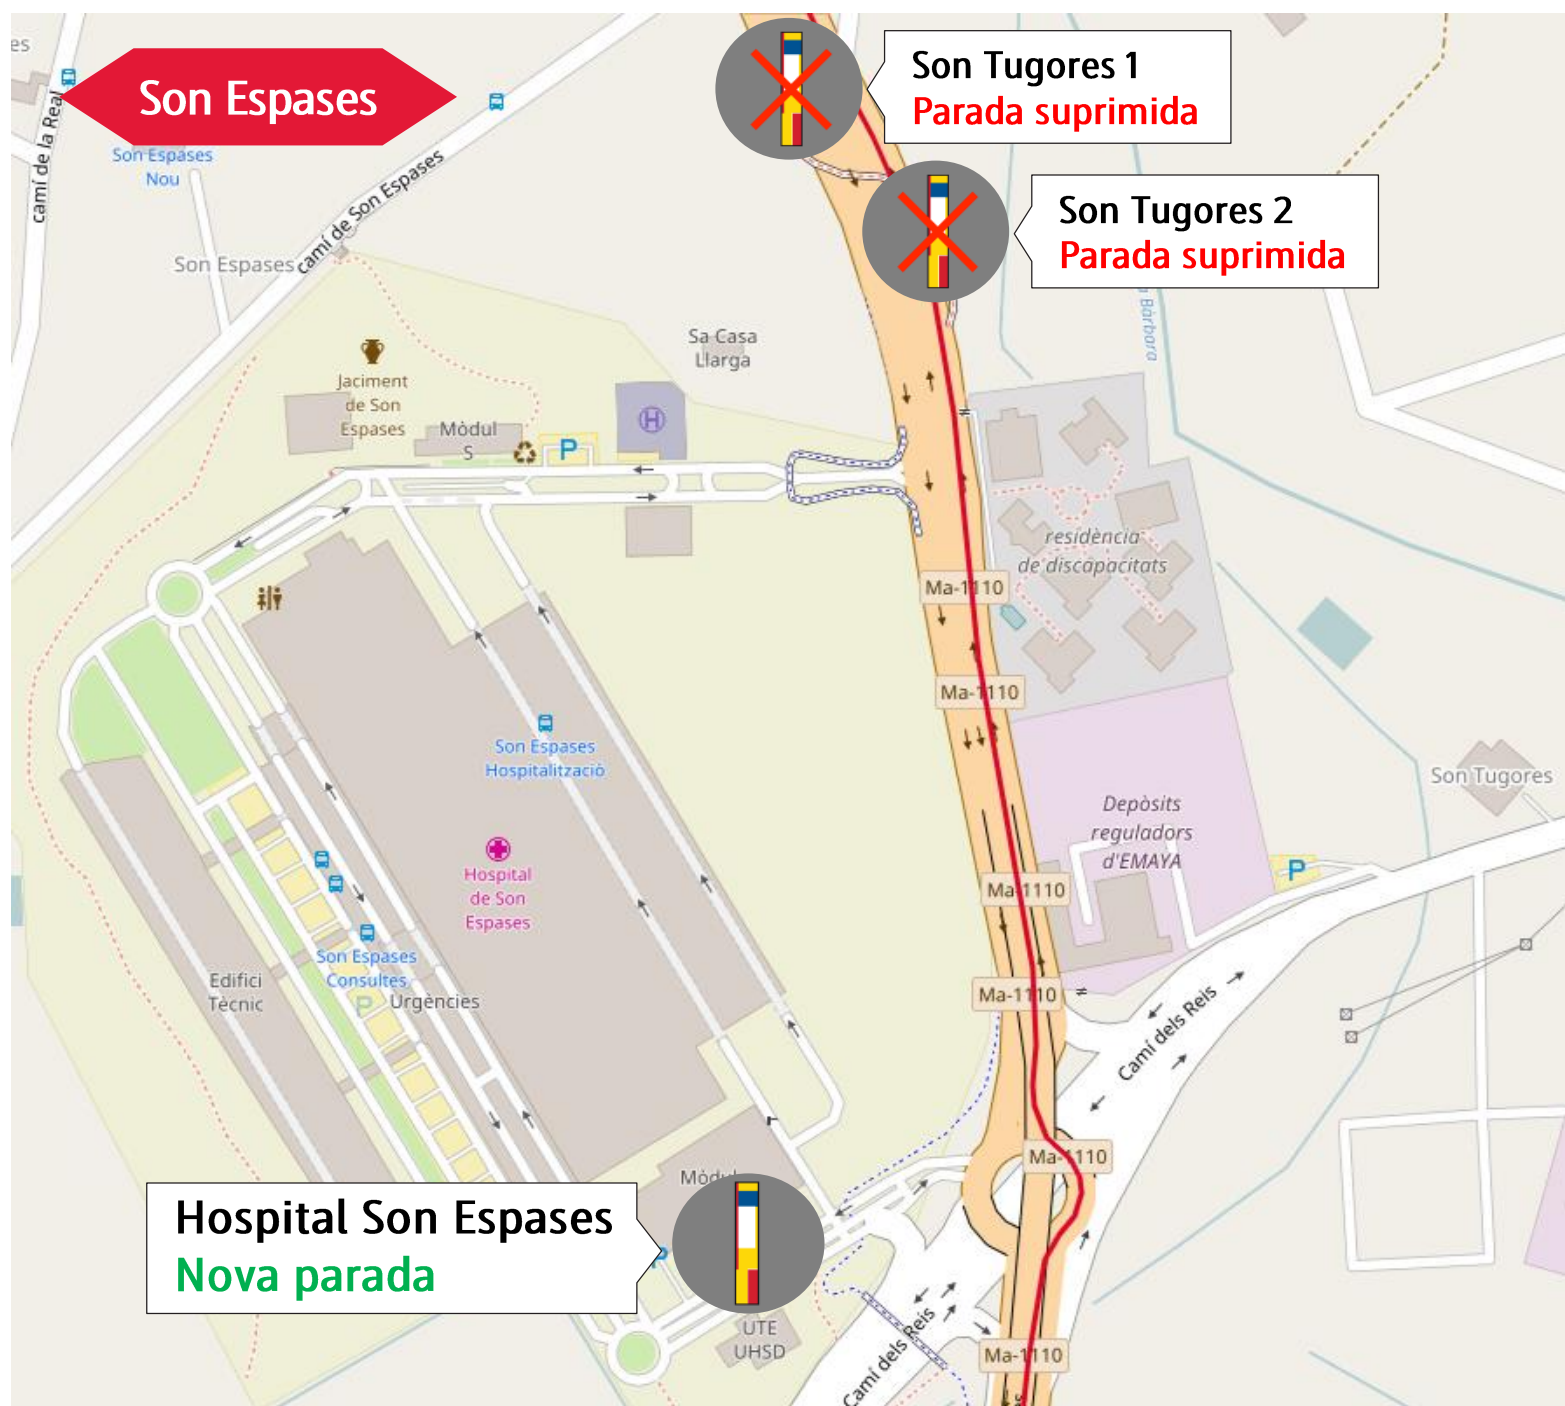 es
Son Espases
Son Tugores 1
Parada suprimida
Son Tugores 2
Parada suprimida
camí de la Real
Son Espases
Nou
camí de Son Espases
Son Espases
Bàrbara
Sa Casa
Llarga
Jaciment
de Son
Espases
Mòdul
S
P
H
residència
de discapacitats
Ma-1110
Ma-1110
Son Espases
Hospitalització
Son Tugores
Depòsits
reguladors
d'EMAYA
P
Hospital
de Son
Espases
Ma-1110
Son Espases
Consultes
P
Urgències
Edifici
Tècnic
Ma-1110
Camí dels Reis
Ma-1110
Mòdul
Hospital Son Espases
Nova parada
P
UTE
UHSD
Camí dels Reis
Ma-1110